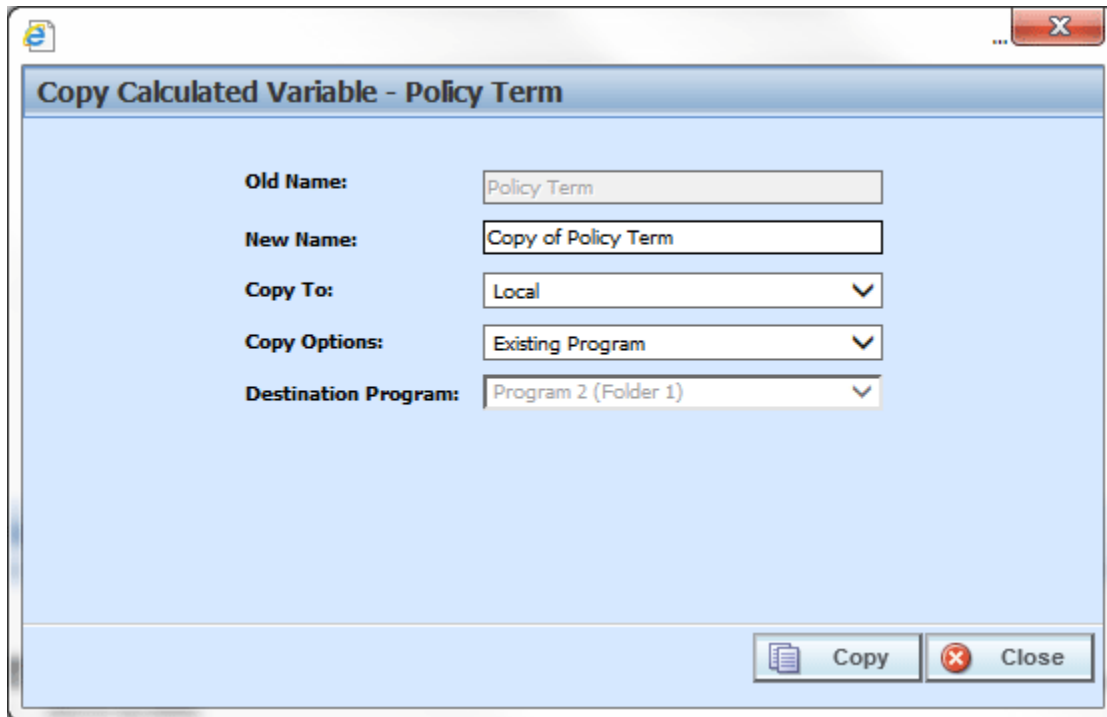 ...
Copy Calculated Variable - Policy Term
Old Name: Policy Term
New Name: Copy of Policy Term
Copy To: Local
Copy Options: Existing Program
Destination Program: Program 2 (Folder 1)
Copy Close